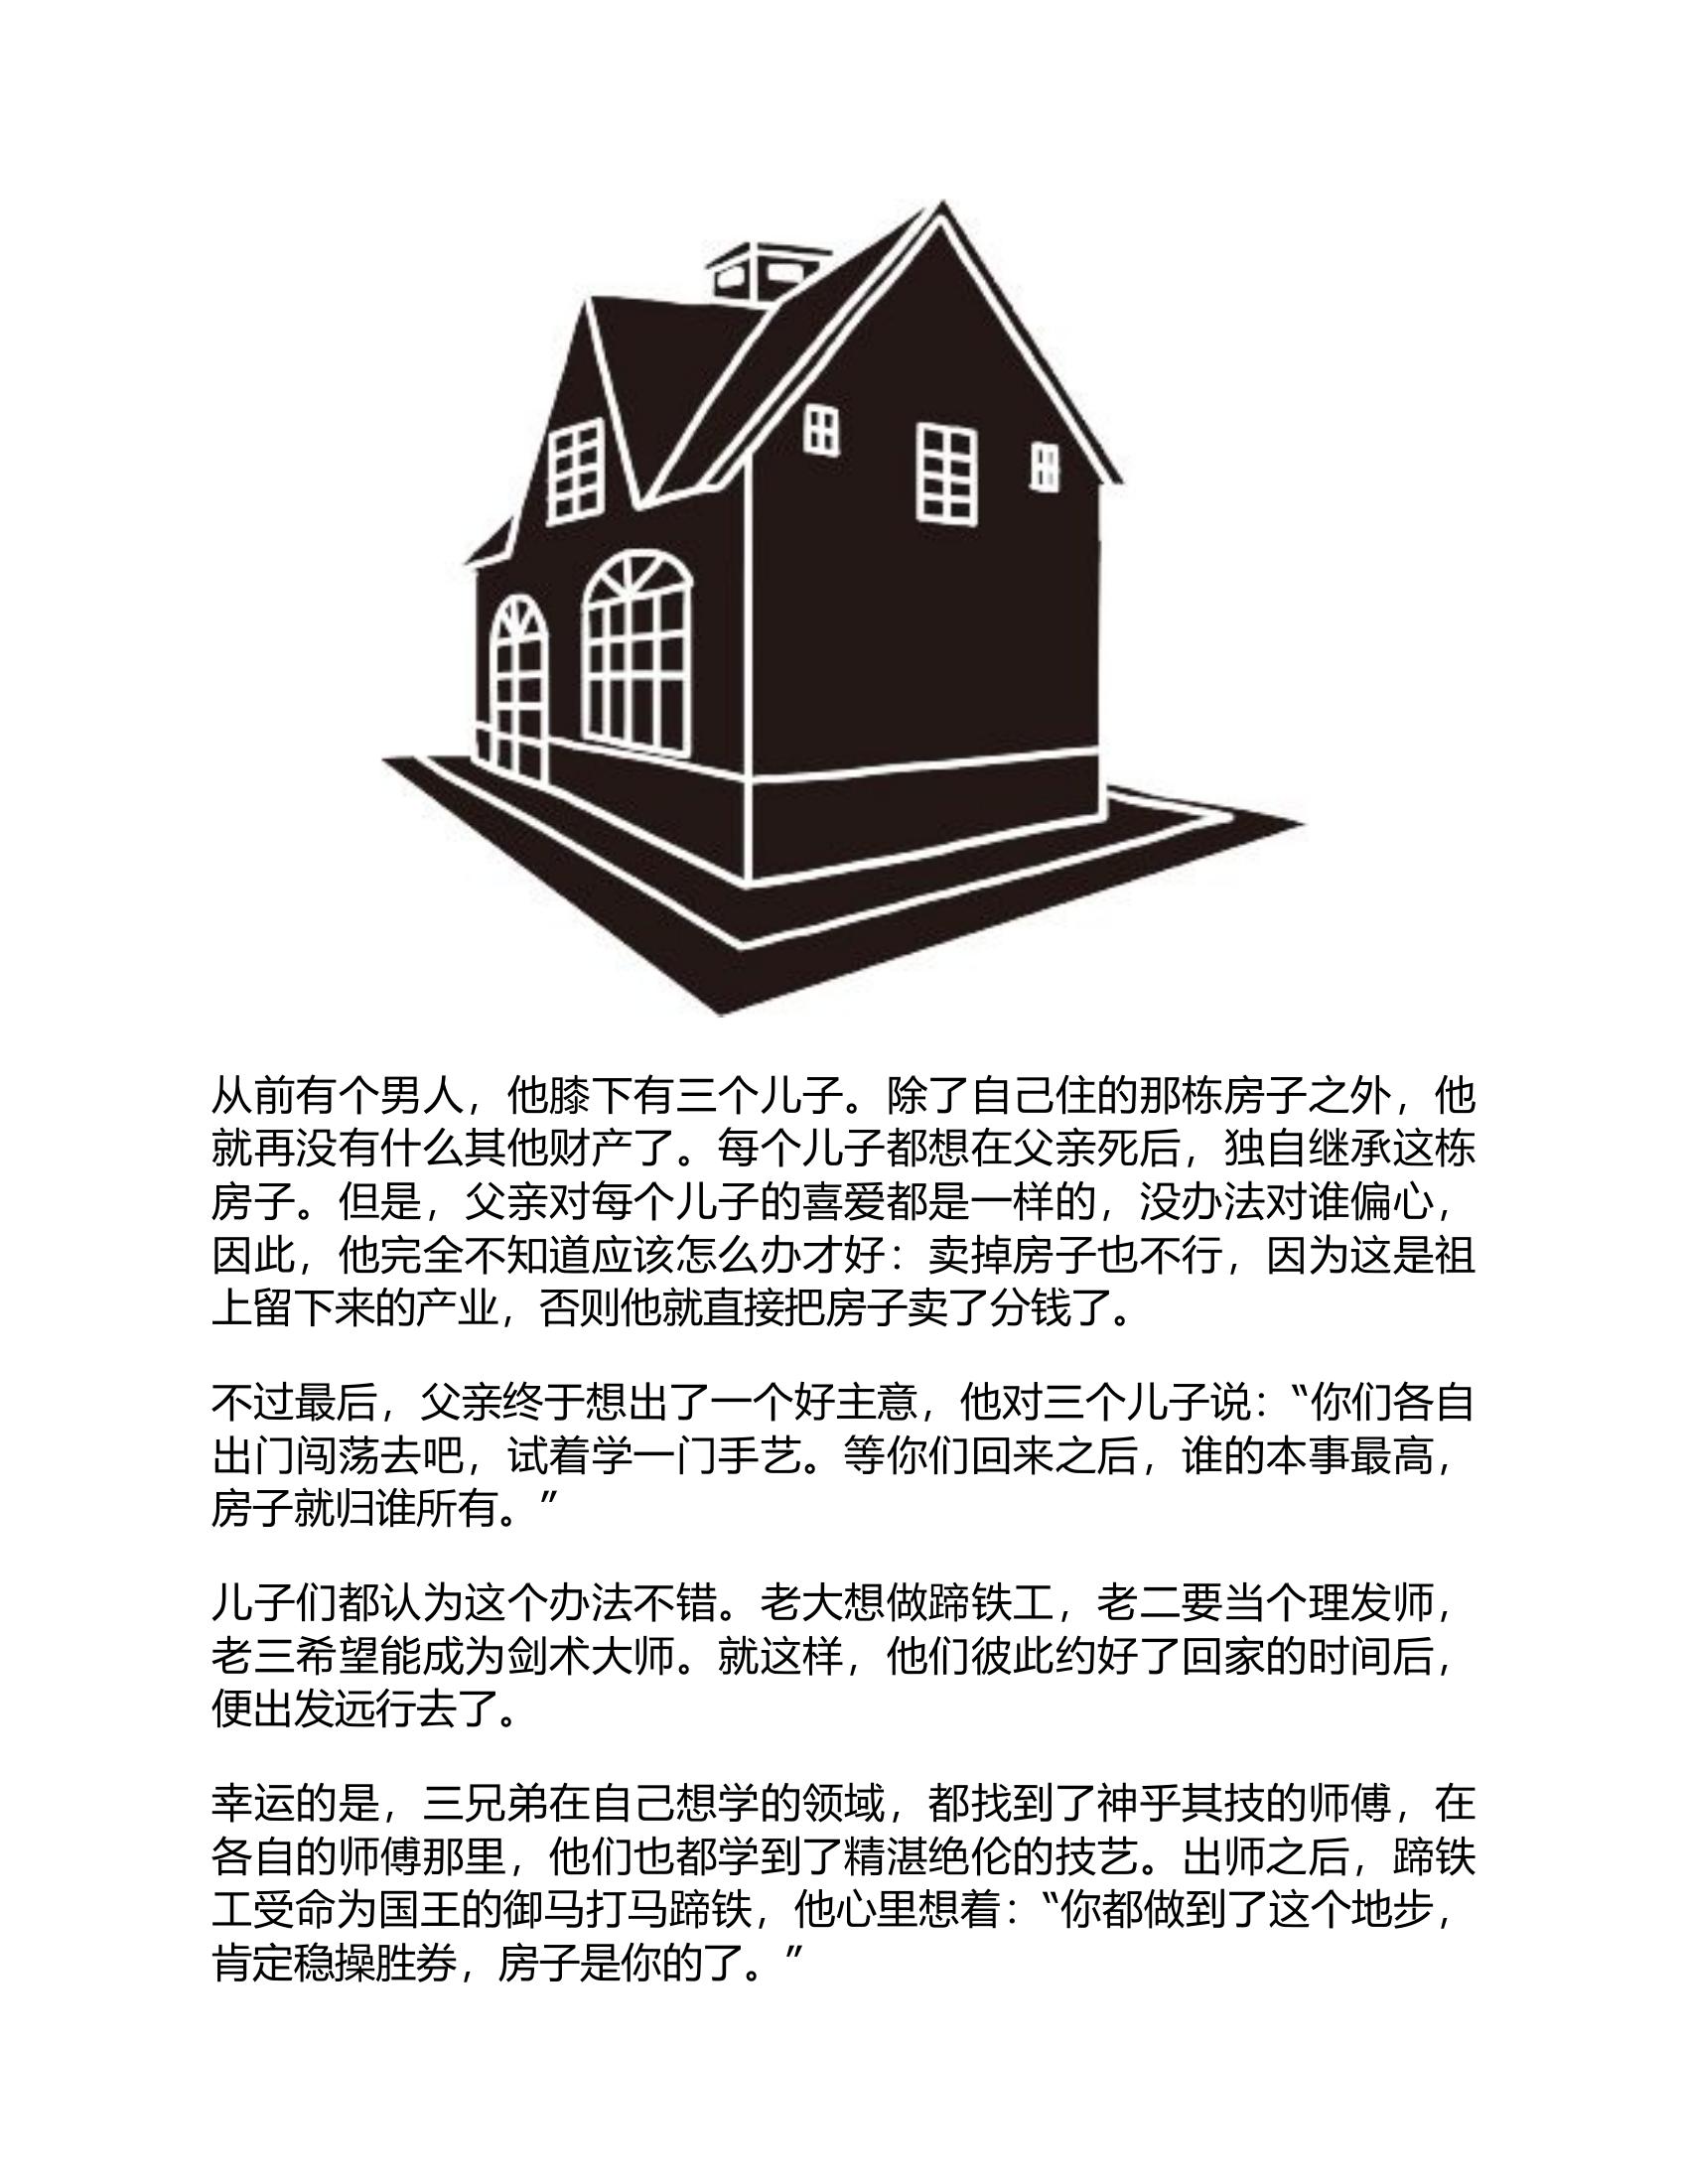 从前有个男人，他膝下有三个儿子。除了自己住的那栋房子之外，他
就再没有什么其他财产了。每个儿子都想在父亲死后，独自继承这栋
房子。但是，父亲对每个儿子的喜爱都是一样的，没办法对谁偏心，
因此，他完全不知道应该怎么办才好：卖掉房子也不行，因为这是祖
上留下来的产业，否则他就直接把房子卖了分钱了。
不过最后，父亲终于想出了一个好主意，他对三个儿子说：“你们各自
出门闯荡去吧，试着学一门手艺。等你们回来之后，谁的本事最高，
房子就归谁所有。”
儿子们都认为这个办法不错。老大想做蹄铁工，老二要当个理发师，
老三希望能成为剑术大师。就这样，他们彼此约好了回家的时间后，
便出发远行去了。
幸运的是，三兄弟在自己想学的领域，都找到了神乎其技的师傅，在
各自的师傅那里，他们也都学到了精湛绝伦的技艺。出师之后，蹄铁
工受命为国王的御马打马蹄铁，他心里想着：“你都做到了这个地步，
肯定稳操胜券，房子是你的了。”